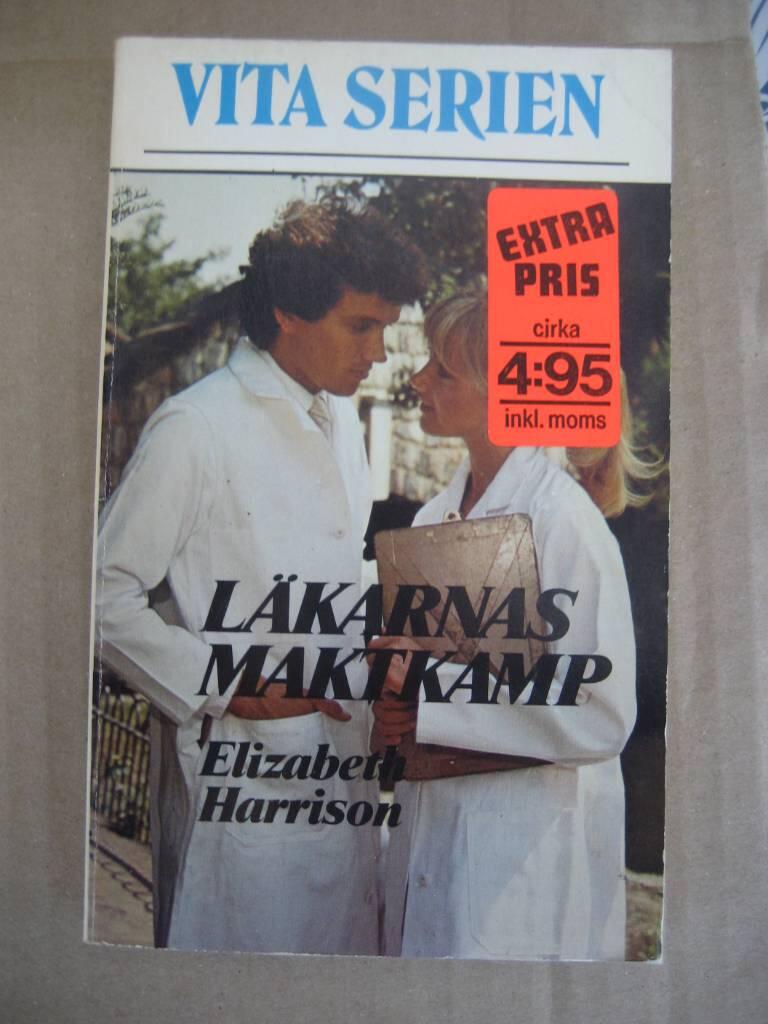 VITA SERIEN
EXTRA
PRIS
cirka
4:95
inkl. moms
LÄKARNAS
MAKTKAMP
Elizabeth
Harrison